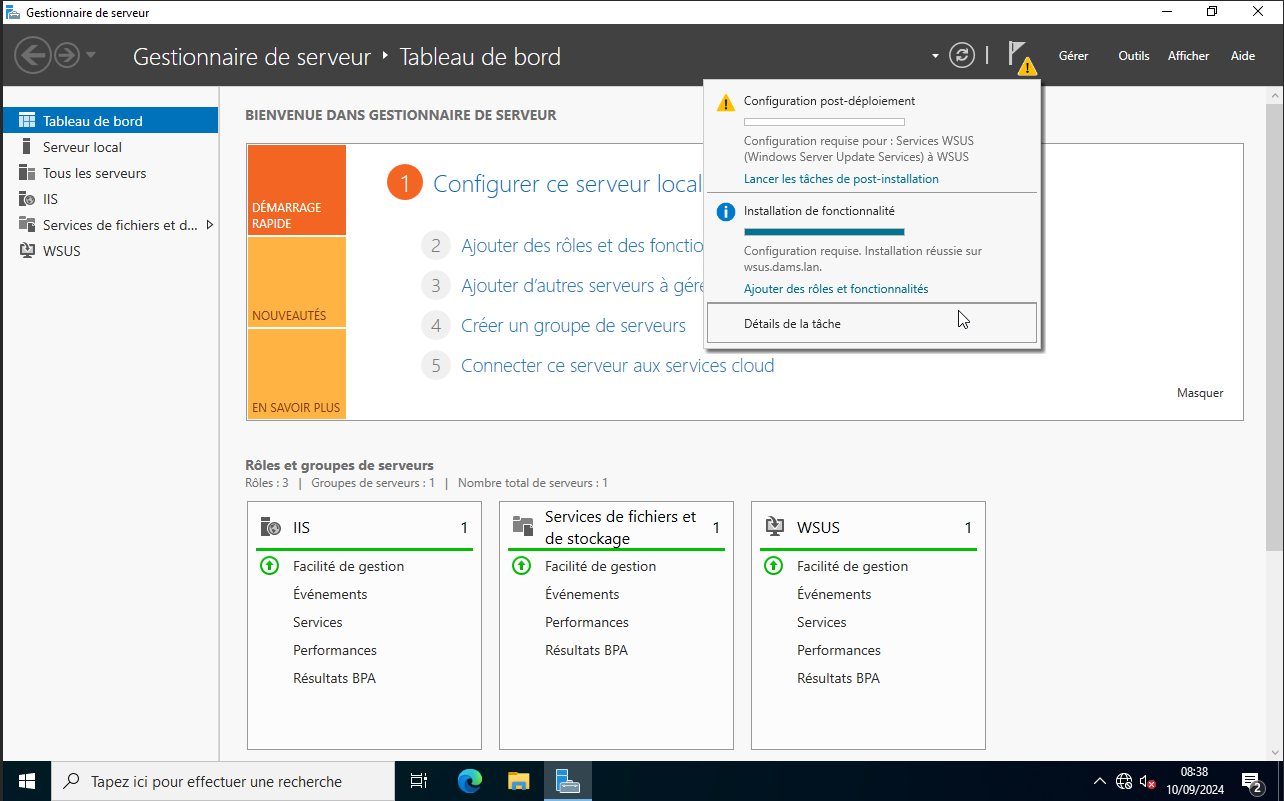 Gestionnaire de serveur
Gestionnaire de serveur
Tableau de bord
Gérer
Outils
Afficher
Aide
Tableau de bord
Serveur local
Tous les serveurs
IIS
Services de fichiers et d...
WSUS
BIENVENUE DANS GESTIONNAIRE DE SERVEUR
DÉMARRAGE
RAPIDE
NOUVEAUTÉS
EN SAVOIR PLUS
1 Configurer ce serveur local
2 Ajouter des rôles et des fonctio
3 Ajouter d'autres serveurs à gére
4 Créer un groupe de serveurs
5 Connecter ce serveur aux services cloud
Masquer
Configuration post-déploiement
Configuration requise pour : Services WSUS
(Windows Server Update Services) à WSUS
Lancer les tâches de post-installation
Installation de fonctionnalité
Configuration requise. Installation réussie sur
wsus.dams.lan.
Ajouter des rôles et fonctionnalités
Détails de la tâche
Rôles et groupes de serveurs
Rôles : 3 | Groupes de serveurs : 1 | Nombre total de serveurs : 1
IIS 1
Facilité de gestion
Événements
Services
Performances
Résultats BPA
Services de fichiers et
de stockage 1
Facilité de gestion
Événements
Performances
Résultats BPA
WSUS 1
Facilité de gestion
Événements
Services
Performances
Résultats BPA
Tapez ici pour effectuer une recherche
08:38
10/09/2024
2